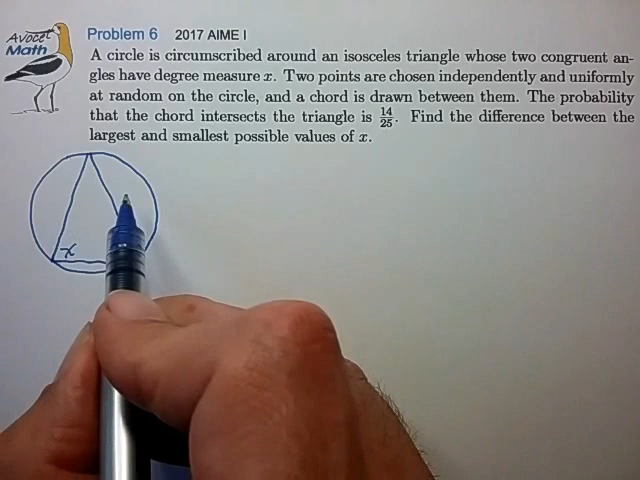 Avocet
Math
Problem 6 2017 AIME I
A circle is circumscribed around an isosceles triangle whose two congruent an-
gles have degree measure x. Two points are chosen independently and uniformly
at random on the circle, and a chord is drawn between them. The probability
that the chord intersects the triangle is 14/25. Find the difference between the
largest and smallest possible values of x.
x